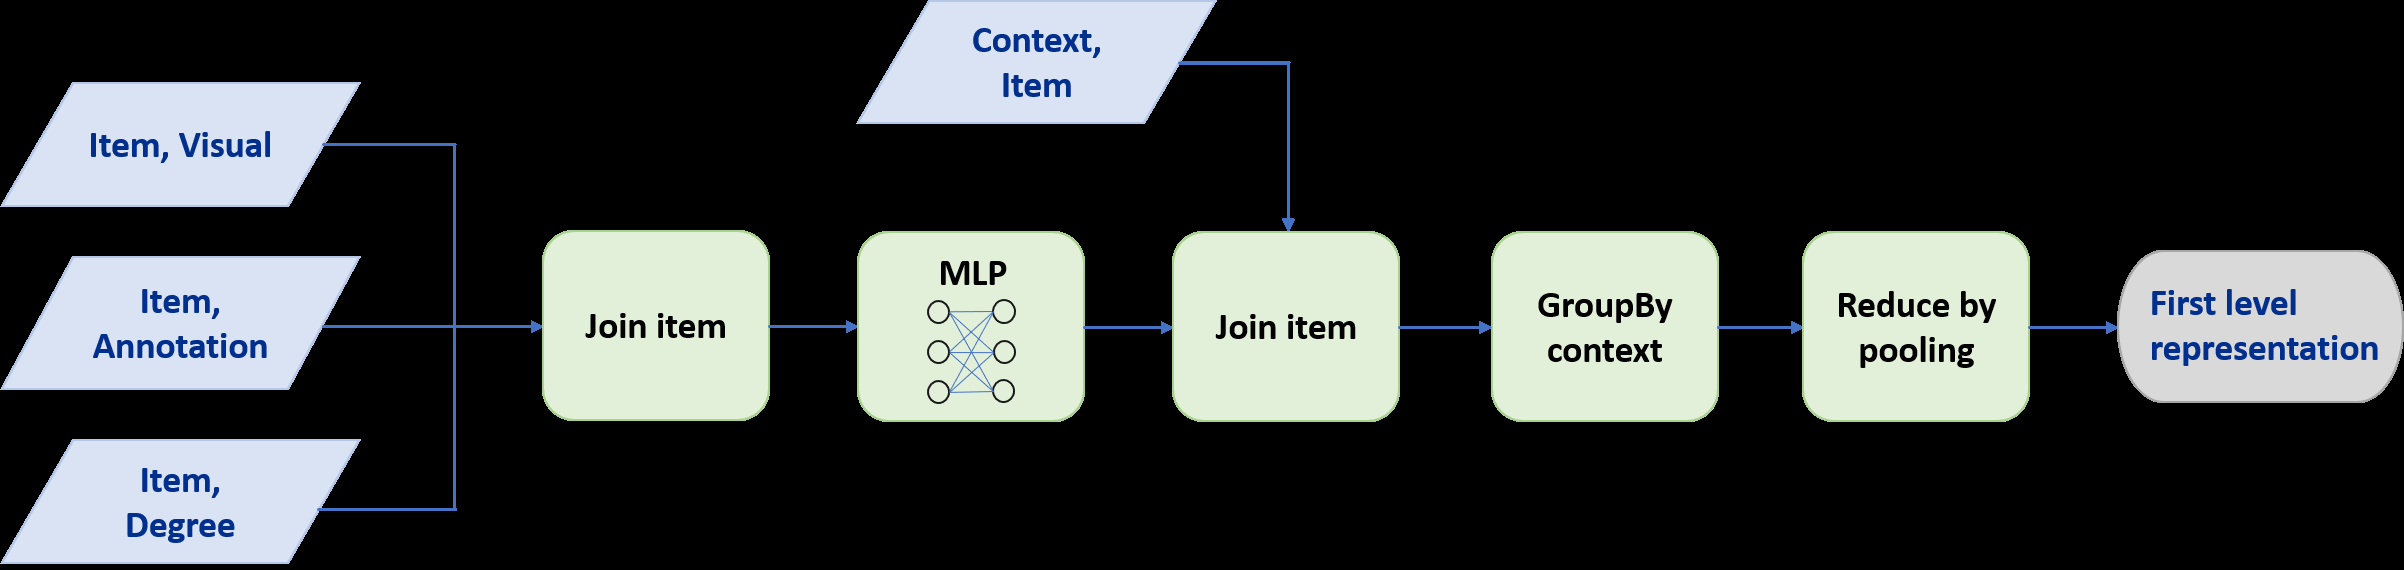 Context,
Item
Item, Visual
Item,
Annotation
Item,
Degree
Join item
MLP
Join item
GroupBy
context
Reduce by
pooling
First level
representation